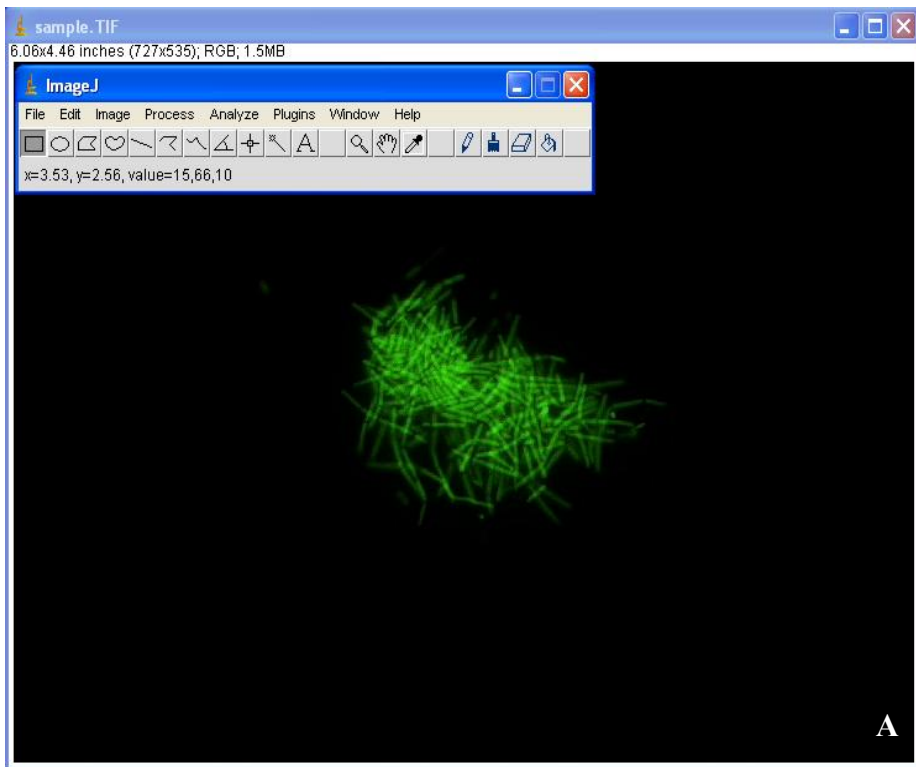 sample.TIF
6.06x4.46 inches (727x535); RGB; 1.5MB
ImageJ
File Edit Image Process Analyze Plugins Window Help
A
x=3.53, y=2.56, value=15,66,10
A